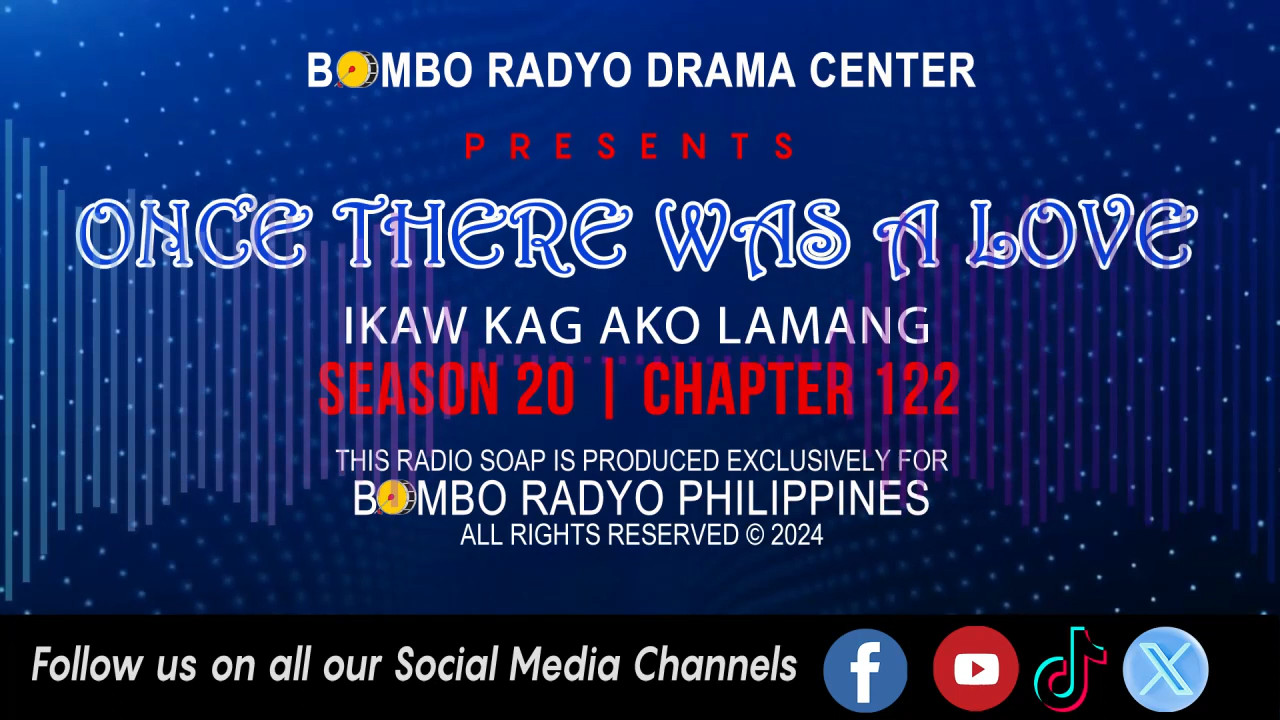 BOMBO RADYO DRAMA CENTER
PRESENTS
ONCE THERE WAS A LOVE
IKAW KAG AKO LAMANG
SEASON 20 | CHAPTER 122
THIS RADIO SOAP IS PRODUCED EXCLUSIVELY FOR
BOMBO RADYO PHILIPPINES
ALL RIGHTS RESERVED © 2024
Follow us on all our Social Media Channels